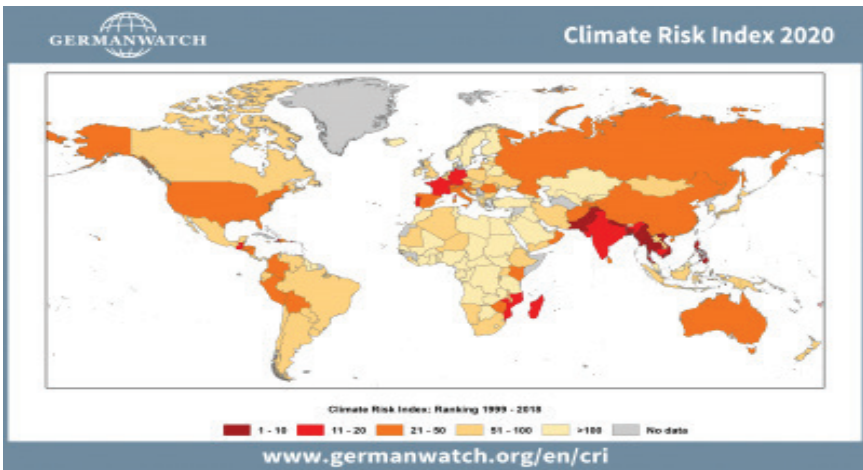 GERMANWATCH
Climate Risk Index 2020
Climate Risk Index: Ranking 1999 - 2018
1 - 10 11 - 20 21 - 50 51 - 100 >100 No data
www.germanwatch.org/en/cri